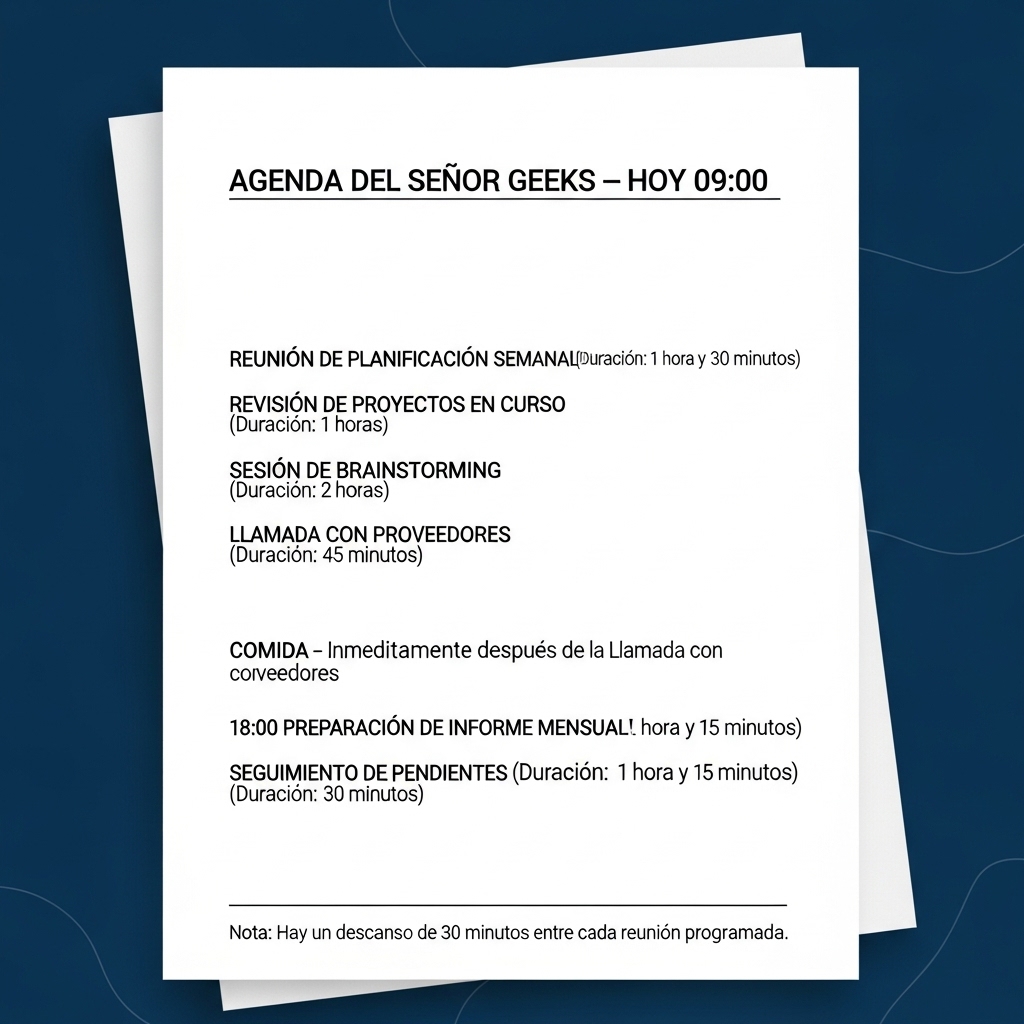 AGENDA DEL SEÑOR GEEKS – HOY 09:00
REUNIÓN DE PLANIFICACIÓN SEMANAL(Duración: 1 hora y 30 minutos)
REVISIÓN DE PROYECTOS EN CURSO
(Duración: 1 horas)
SESIÓN DE BRAINSTORMING
(Duración: 2 horas)
LLAMADA CON PROVEEDORES
(Duración: 45 minutos)
COMIDA – Inmeditamente después de la Llamada con
corveedores
18:00 PREPARACIÓN DE INFORME MENSUAL hora y 15 minutos)
SEGUIMIENTO DE PENDIENTES (Duración: 1 hora y 15 minutos)
(Duración: 30 minutos)
Nota: Hay un descanso de 30 minutos entre cada reunión programada.